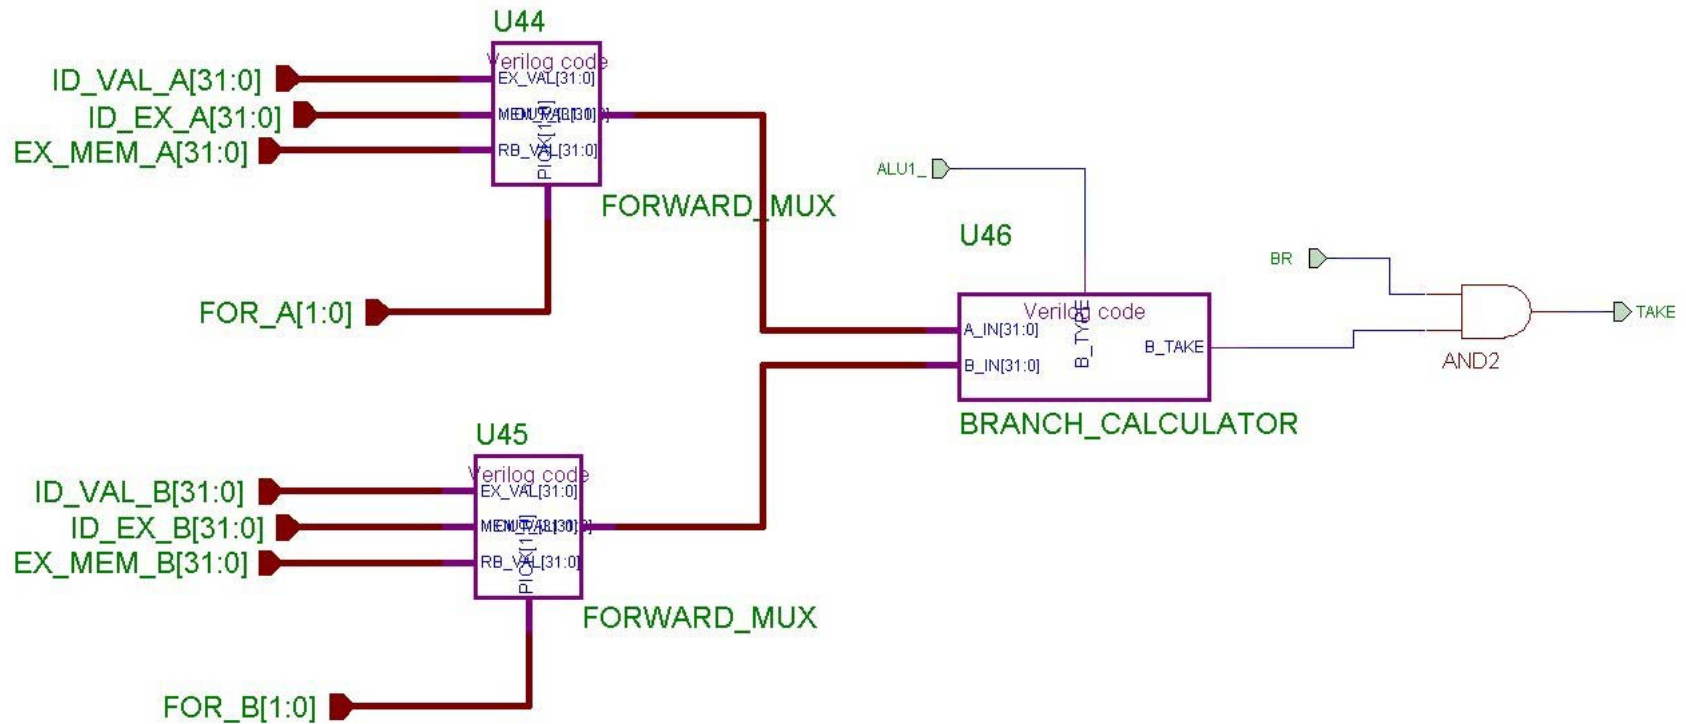 U44
Verilog code
ID_VAL_A[31:0]
EX_VAL[31:0]
ID_EX_A[31:0]
EX_MEM_A[31:0]
RB_VAL[31:0]
FORWARD_MUX
FOR_A[1:0]
ALU1_
U46
Verilog code
B_TYPE
A_IN[31:0]
B_IN[31:0]
B_TAKE
BRANCH_CALCULATOR
BR
TAKE
AND2
U45
Verilog code
ID_VAL_B[31:0]
EX_VAL[31:0]
ID_EX_B[31:0]
EX_MEM_B[31:0]
RB_VAL[31:0]
FORWARD_MUX
FOR_B[1:0]